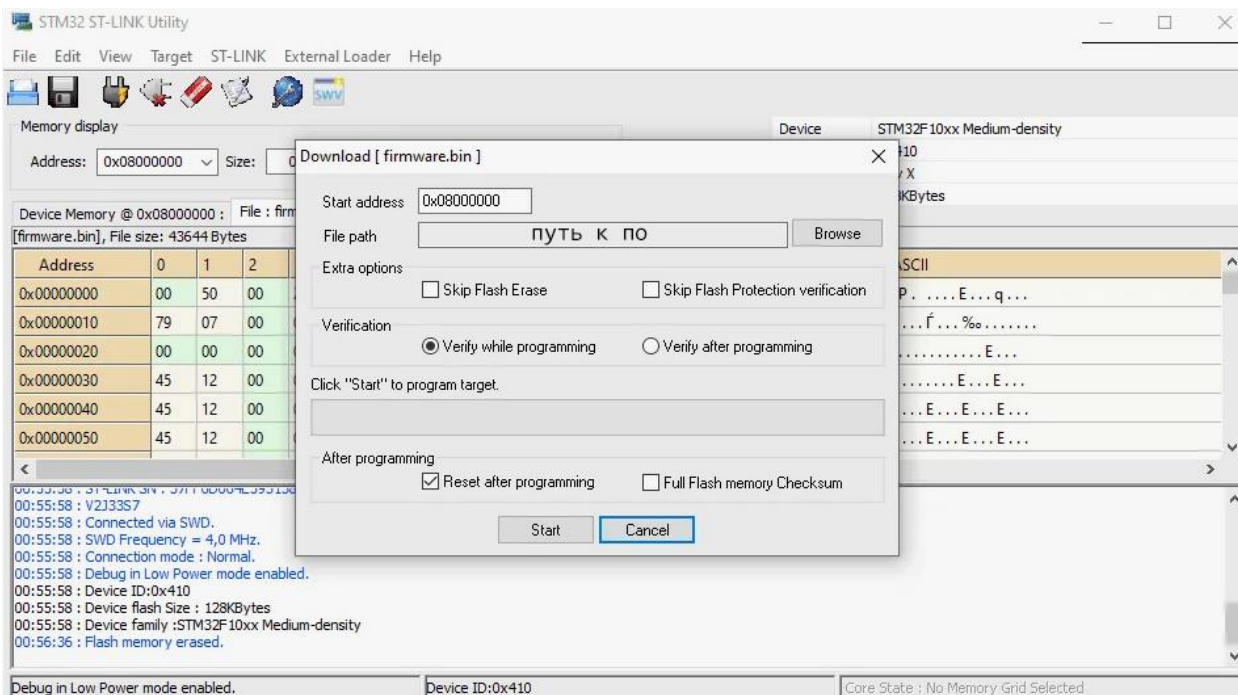 STM32 ST-LINK Utility
File Edit View Target ST-LINK External Loader Help
SWV
Memory display
Device STM32F10xx Medium-density
Address: 0x08000000 Size:
Download [ firmware.bin ]
Start address 0x08000000
File path путь к по Browse
Extra options
Skip Flash Erase Skip Flash Protection verification
Verification
Verify while programming Verify after programming
Click "Start" to program target.
After programming
Reset after programming Full Flash memory Checksum
Start Cancel
410
X
KBytes
Device Memory @ 0x08000000 : File : firm
[firmware.bin], File size: 43644 Bytes
Address 0 1 2 ASCII
0x00000000 00 50 00 P. ....E...q...
0x00000010 79 07 00 ...ѓ...‰.......
0x00000020 00 00 00 ...........E...
0x00000030 45 12 00 .......E...E...
0x00000040 45 12 00 ...E...E...E...
0x00000050 45 12 00 ...E...E...E...
00:55:58 : V2J33S7
00:55:58 : Connected via SWD.
00:55:58 : SWD Frequency = 4,0 MHz.
00:55:58 : Connection mode : Normal.
00:55:58 : Debug in Low Power mode enabled.
00:55:58 : Device ID:0x410
00:55:58 : Device flash Size : 128KBytes
00:55:58 : Device family :STM32F10xx Medium-density
00:56:36 : Flash memory erased.
Debug in Low Power mode enabled. Device ID:0x410 Core State : No Memory Grid Selected